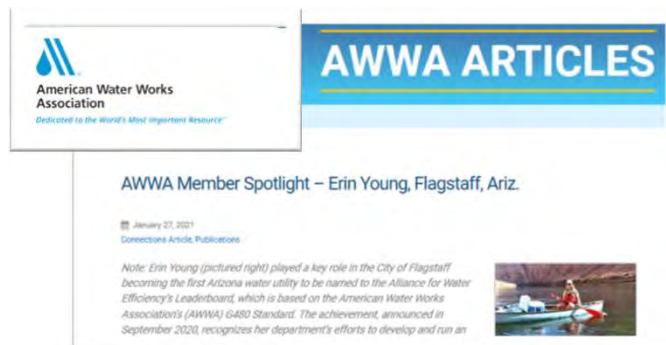 American Water Works
Association
Dedicated to the World's Most Important Resource™
AWWA ARTICLES
AWWA Member Spotlight – Erin Young, Flagstaff, Ariz.
January 27, 2021
Connections Article, Publications
Note: Erin Young (pictured right) played a key role in the City of Flagstaff
becoming the first Arizona water utility to be named to the Alliance for Water
Efficiency's Leaderboard, which is based on the American Water Works
Association's (AWWA) G480 Standard. The achievement, announced in
September 2020, recognizes her department's efforts to develop and run an